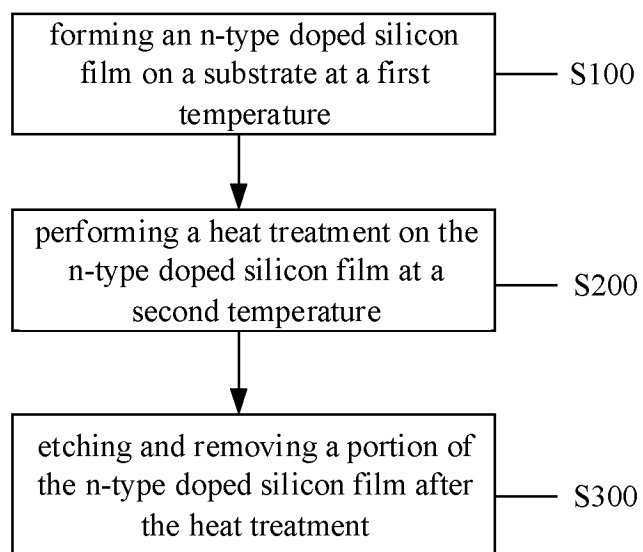 forming an n-type doped silicon
film on a substrate at a first
temperature
S100
performing a heat treatment on the
n-type doped silicon film at a
second temperature
S200
etching and removing a portion of
the n-type doped silicon film after
the heat treatment
S300